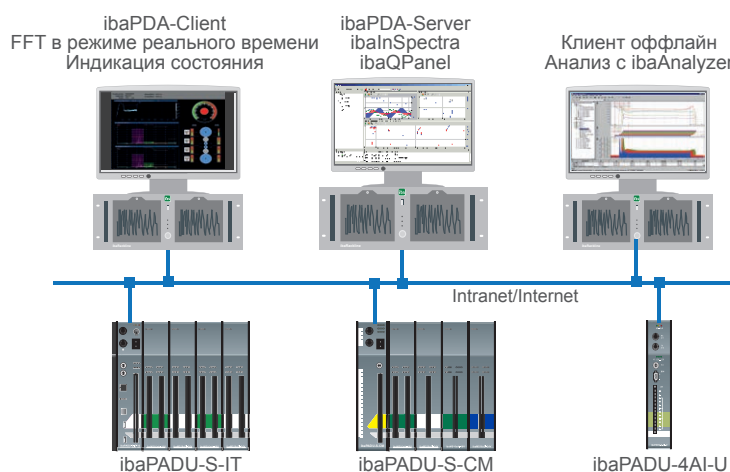 ibaPDA-Client
FFT в режиме реального времени
Индикация состояния
ibaPDA-Server
ibaInSpectra
ibaQPanel
Клиент оффлайн
Анализ с ibaAnalyzer
Intranet/Internet
ibaPADU-S-IT
ibaPADU-S-CM
ibaPADU-4AI-U